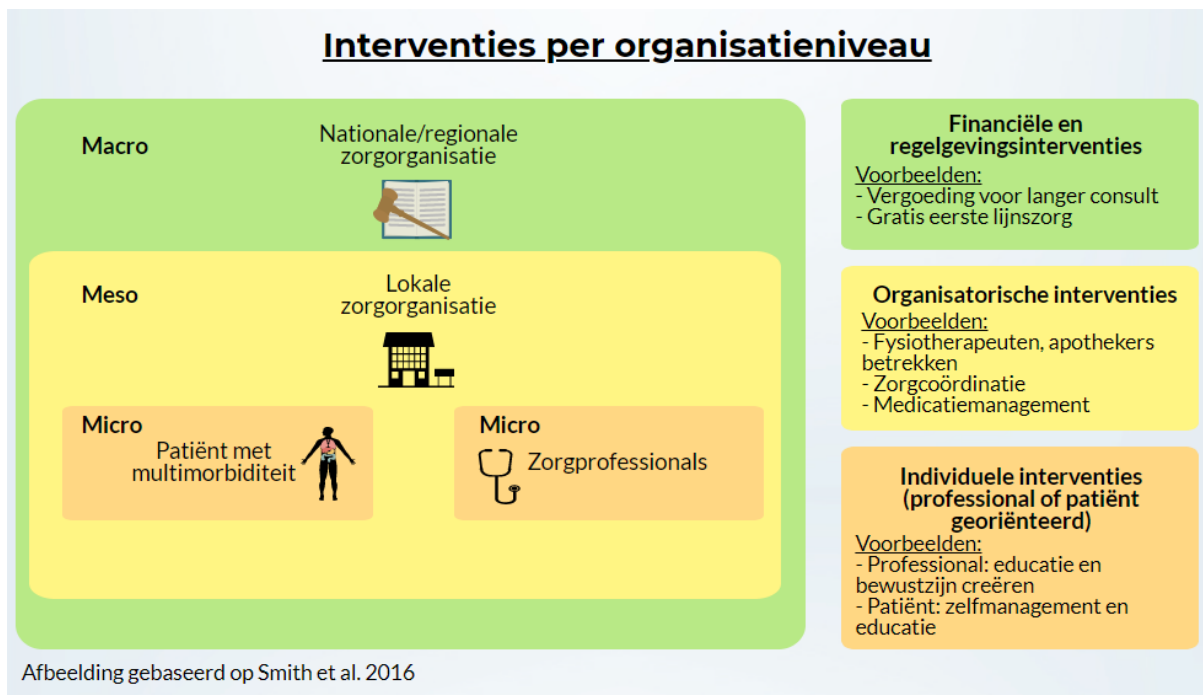 Interventies per organisatieniveau
Macro
Nationale/regionale
zorgorganisatie
Meso
Lokale
zorgorganisatie
Micro
Patiënt met
multimorbiditeit
Micro
Zorgprofessionals
Financiële en
regelgevingsinterventies
Voorbeelden:
- Vergoeding voor langer consult
- Gratis eerste lijnszorg
Organisatorische interventies
Voorbeelden:
- Fysiotherapeuten, apothekers
betrekken
- Zorgcoördinatie
- Medicatiemanagement
Individuele interventies
(professional of patiënt
georiënteerd)
Voorbeelden:
- Professional: educatie en
bewustzijn creëren
- Patiënt: zelfmanagement en
educatie
Afbeelding gebaseerd op Smith et al. 2016